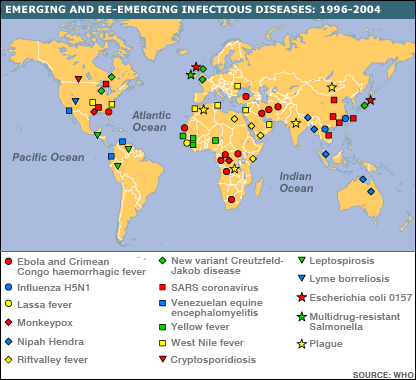 EMERGING AND RE-EMERGING INFECTIOUS DISEASES: 1996-2004
Atlantic
Ocean
Pacific Ocean
Indian
Ocean
Ebola and Crimean
Congo haemorrhagic fever
Influenza H5N1
Lassa fever
Monkeypox
Nipah Hendra
Riftvalley fever
New variant Creutzfeld-
Jakob disease
SARS coronavirus
Venezuelan equine
encephalomyelitis
Yellow fever
West Nile fever
Cryptosporidiosis
Leptospirosis
Lyme borreliosis
Escherichia coli 0157
Multidrug-resistant
Salmonella
Plague
SOURCE: WHO